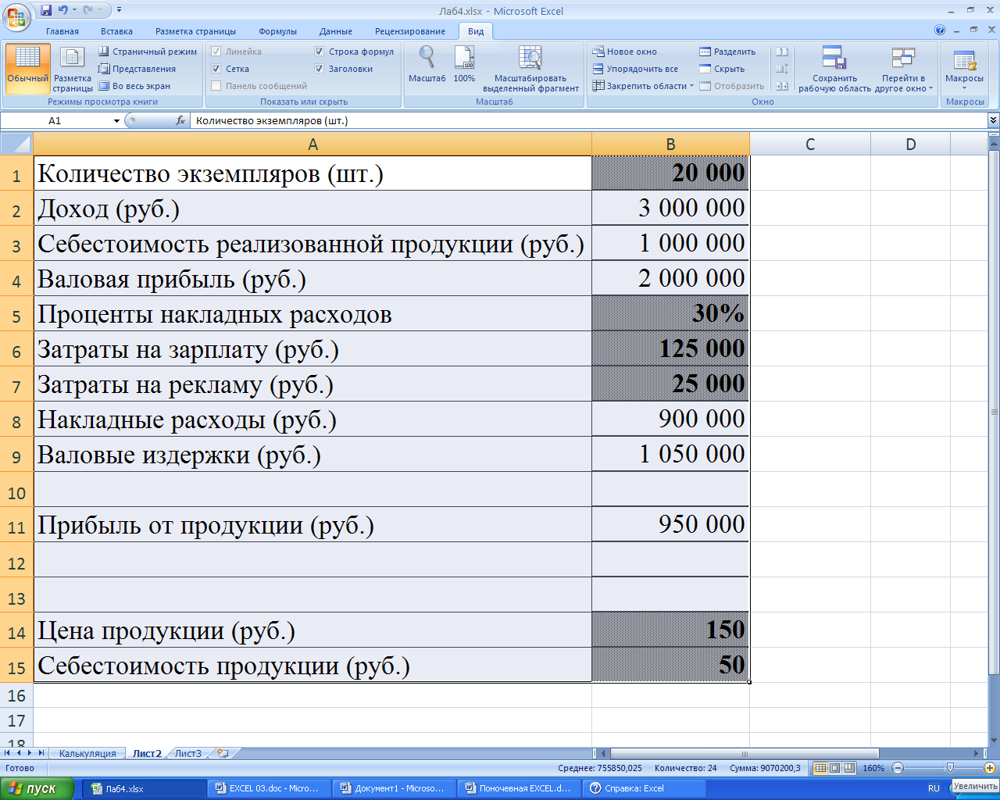 Лаб4.xlsx - Microsoft Excel
Главная Вставка Разметка страницы Формулы Данные Рецензирование Вид
Обычный
Разметка страницы
Страничный режим
Представления
Во весь экран
Режимы просмотра книги
Линейка
Сетка
Панель сообщений
Строка формул
Заголовки
Показать или скрыть
Масштаб
100%
Масштабировать выделенный фрагмент
Масштаб
Новое окно
Упорядочить все
Закрепить области
Разделить
Скрыть
Отобразить
Сохранить рабочую область
Перейти в другое окно
Окно
Макросы
Макросы
A1 fx Количество экземпляров (шт.)
A B C D
1 Количество экземпляров (шт.) 20 000
2 Доход (руб.) 3 000 000
3 Себестоимость реализованной продукции (руб.) 1 000 000
4 Валовая прибыль (руб.) 2 000 000
5 Проценты накладных расходов 30%
6 Затраты на зарплату (руб.) 125 000
7 Затраты на рекламу (руб.) 25 000
8 Накладные расходы (руб.) 900 000
9 Валовые издержки (руб.) 1 050 000
10
11 Прибыль от продукции (руб.) 950 000
12
13
14 Цена продукции (руб.) 150
15 Себестоимость продукции (руб.) 50
16
17
18
Калькуляция Лист2 Лист3
Готово Среднее: 755850,025 Количество: 24 Сумма: 9070200,3 160%
пуск Лаб4.xlsx EXCEL 03.doc - Micro... Документ1 - Microso... Поночевная EXCEL.d... Справка: Excel RU Увеличить